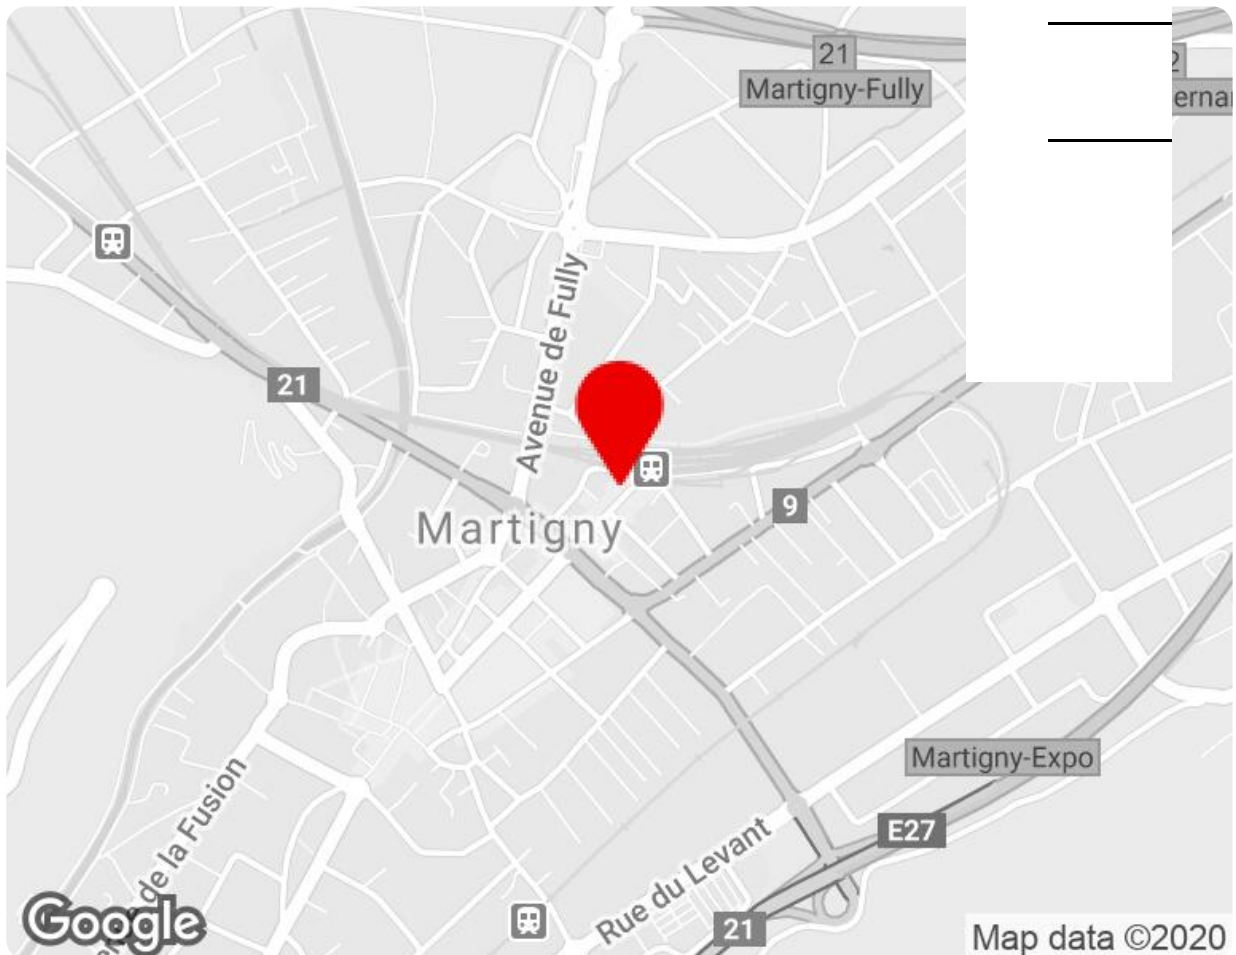 21
Martigny-Fully
2
21
Avenue de Fully
Martigny
9
Martigny-Expo
E27
de la Fusion
Rue du Levant
21
Google
Map data ©2020